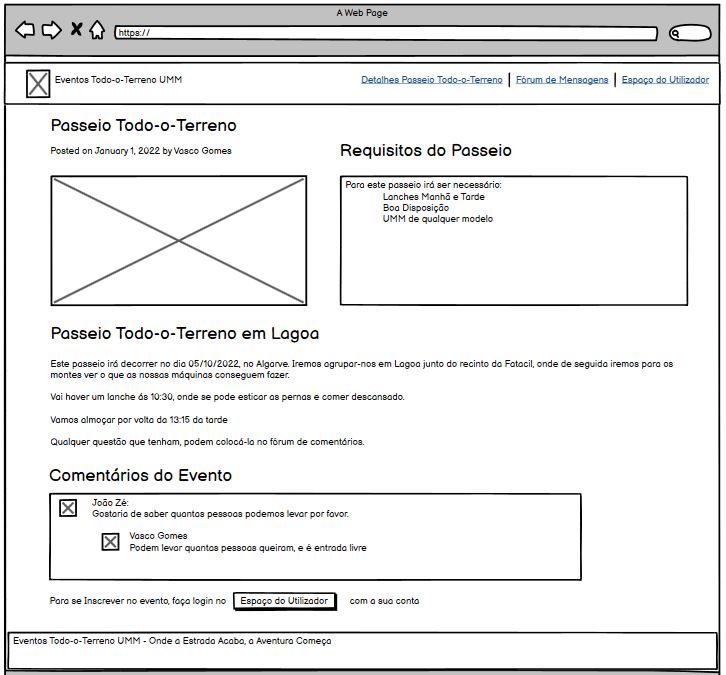 A Web Page
https://
Eventos Todo-o-Terreno UMM
Detalhes Passeio Todo-o-Terreno | Fórum de Mensagens | Espaço do Utilizador
Passeio Todo-o-Terreno
Posted on January 1, 2022 by Vasco Gomes
Requisitos do Passeio
Para este passeio irá ser necessário:
Lanches Manhã e Tarde
Boa Disposição
UMM de qualquer modelo
Passeio Todo-o-Terreno em Lagoa
Este passeio irá decorrer no dia 05/10/2022, no Algarve. Iremos agrupar-nos em Lagoa junto do recinto da Fatacil, onde de seguida iremos para os
montes ver o que as nossas máquinas conseguem fazer.
Vai haver um lanche ás 10:30, onde se pode esticar as pernas e comer descansado.
Vamos almoçar por volta da 13:15 da tarde
Qualquer questão que tenham, podem colocá-la no fórum de comentários.
Comentários do Evento
João Zé:
Gostaria de saber quantas pessoas podemos levar por favor.
Vasco Gomes
Podem levar quantas pessoas queiram, e é entrada livre
Para se Inscrever no evento, faça login no Espaço do Utilizador com a sua conta
Eventos Todo-o-Terreno UMM - Onde a Estrada Acaba, a Aventura Começa